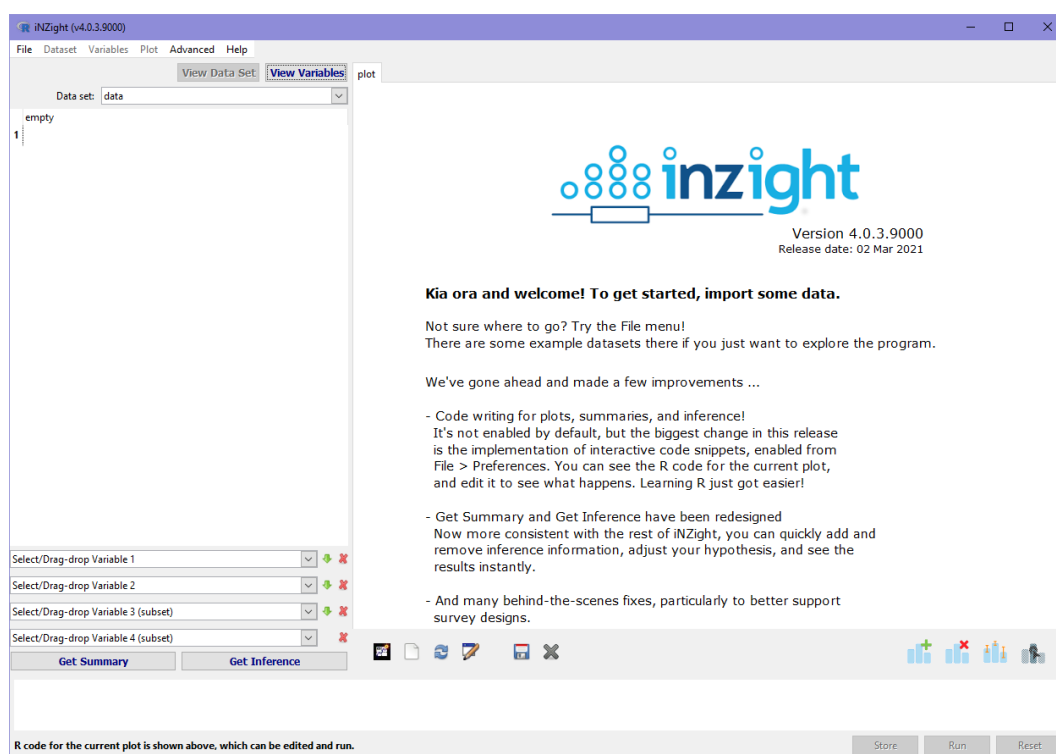 iNZight (v4.0.3.9000)
File Dataset Variables Plot Advanced Help
View Data Set View Variables plot
Data set: data
empty
1
inzight
Version 4.0.3.9000
Release date: 02 Mar 2021
Kia ora and welcome! To get started, import some data.
Not sure where to go? Try the File menu!
There are some example datasets there if you just want to explore the program.
We've gone ahead and made a few improvements ...
- Code writing for plots, summaries, and inference!
It's not enabled by default, but the biggest change in this release
is the implementation of interactive code snippets, enabled from
File > Preferences. You can see the R code for the current plot,
and edit it to see what happens. Learning R just got easier!
- Get Summary and Get Inference have been redesigned
Now more consistent with the rest of iNZight, you can quickly add and
remove inference information, adjust your hypothesis, and see the
results instantly.
- And many behind-the-scenes fixes, particularly to better support
survey designs.
Select/Drag-drop Variable 1
Select/Drag-drop Variable 2
Select/Drag-drop Variable 3 (subset)
Select/Drag-drop Variable 4 (subset)
Get Summary Get Inference
R code for the current plot is shown above, which can be edited and run.
Store Run Reset